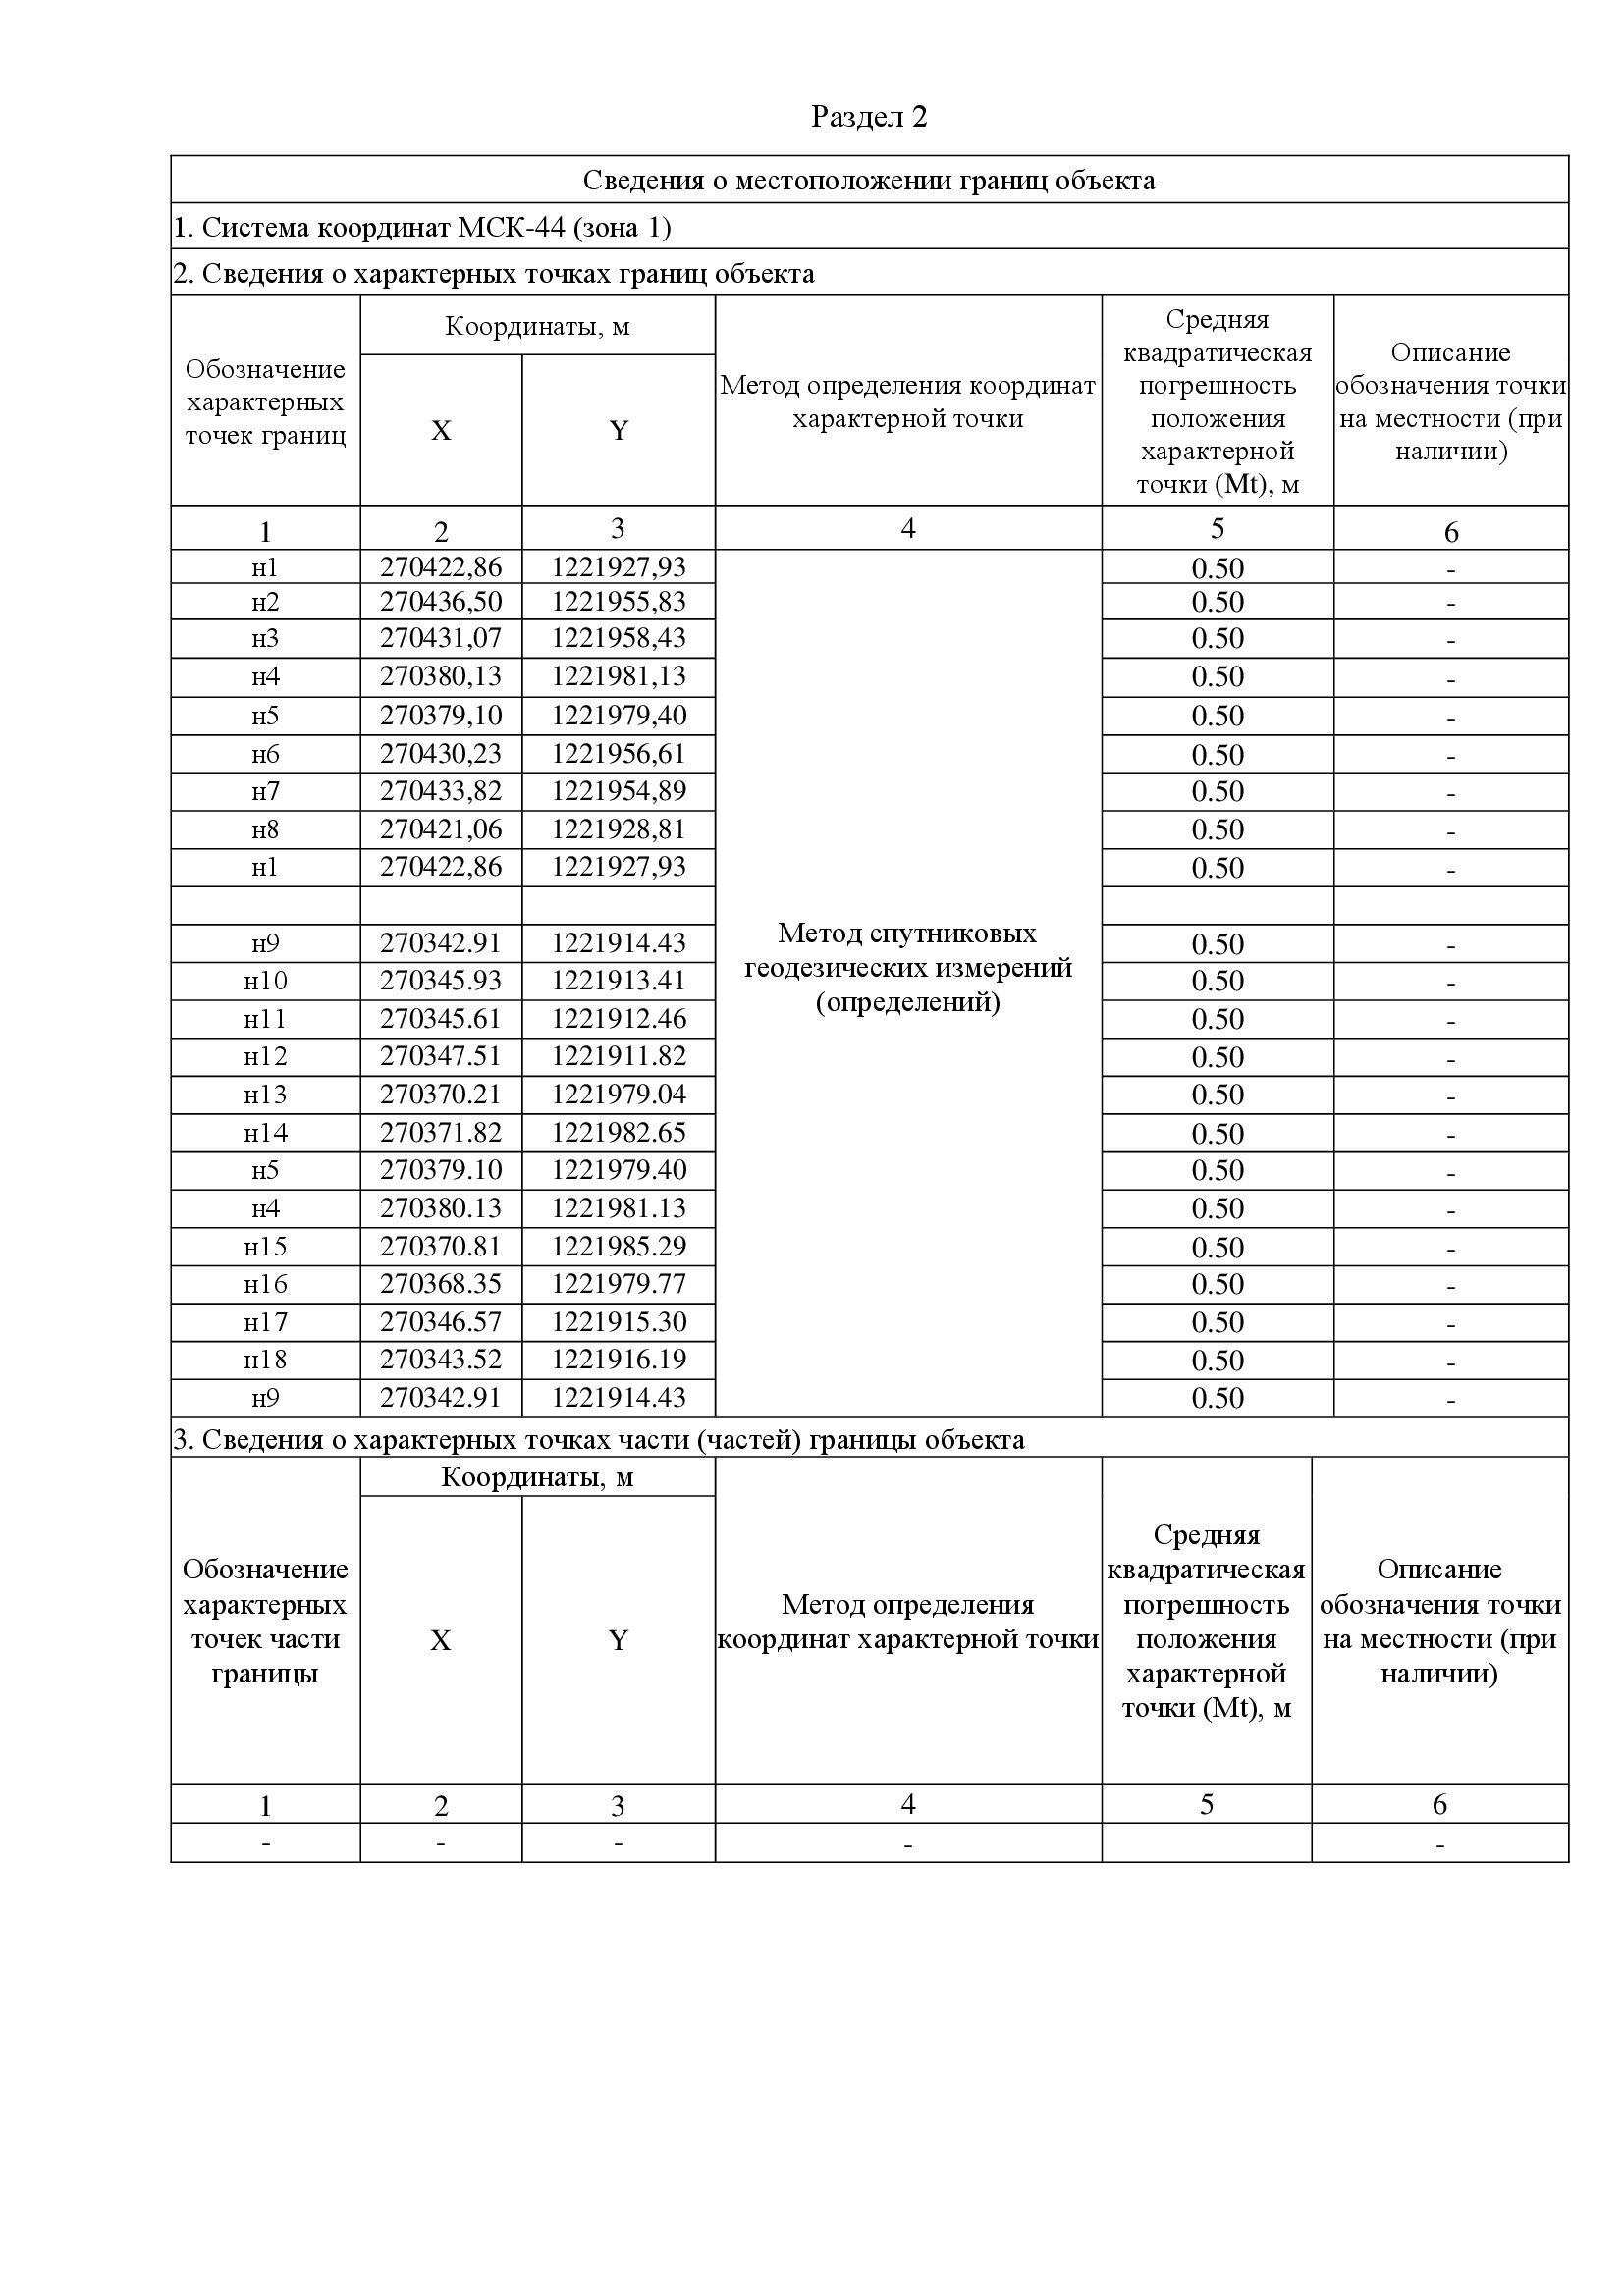 Раздел 2
Сведения о местоположении границ объекта
1. Система координат МСК-44 (зона 1)
2. Сведения о характерных точках границ объекта
Обозначение
характерных
точек границ
Координаты, м
X
Y
Метод определения координат
характерной точки
Средняя
квадратическая
погрешность
положения
характерной
точки (Mt), м
Описание
обозначения точки
на местности (при
наличии)
1 2 3 4 5 6
н1 270422,86 1221927,93 0.50 -
н2 270436,50 1221955,83 0.50 -
н3 270431,07 1221958,43 0.50 -
н4 270380,13 1221981,13 0.50 -
н5 270379,10 1221979,40 0.50 -
н6 270430,23 1221956,61 0.50 -
н7 270433,82 1221954,89 0.50 -
н8 270421,06 1221928,81 0.50 -
н1 270422,86 1221927,93 0.50 -
Метод спутниковых
геодезических измерений
(определений)
н9 270342.91 1221914.43 0.50 -
н10 270345.93 1221913.41 0.50 -
н11 270345.61 1221912.46 0.50 -
н12 270347.51 1221911.82 0.50 -
н13 270370.21 1221979.04 0.50 -
н14 270371.82 1221982.65 0.50 -
н5 270379.10 1221979.40 0.50 -
н4 270380.13 1221981.13 0.50 -
н15 270370.81 1221985.29 0.50 -
н16 270368.35 1221979.77 0.50 -
н17 270346.57 1221915.30 0.50 -
н18 270343.52 1221916.19 0.50 -
н9 270342.91 1221914.43 0.50 -
3. Сведения о характерных точках части (частей) границы объекта
Обозначение
характерных
точек части
границы
Координаты, м
X
Y
Метод определения
координат характерной точки
Средняя
квадратическая
погрешность
положения
характерной
точки (Mt), м
Описание
обозначения точки
на местности (при
наличии)
1 2 3 4 5 6
- - - - -